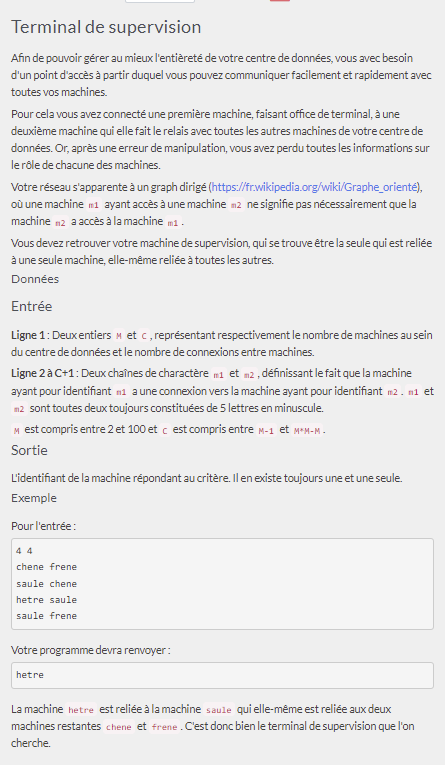 Terminal de supervision
Afin de pouvoir gérer au mieux l'entièreté de votre centre de données, vous avec besoin
d'un point d'accès à partir duquel vous pouvez communiquer facilement et rapidement avec
toutes vos machines.
Pour cela vous avez connecté une première machine, faisant office de terminal, à une
deuxième machine qui elle fait le relais avec toutes les autres machines de votre centre de
données. Or, après une erreur de manipulation, vous avez perdu toutes les informations sur
le rôle de chacune des machines.
Votre réseau s'apparente à un graph dirigé (https://fr.wikipedia.org/wiki/Graphe_orienté),
où une machine m1 ayant accès à une machine m2 ne signifie pas nécessairement que la
machine m2 a accès à la machine m1 .
Vous devez retrouver votre machine de supervision, qui se trouve être la seule qui est reliée
à une seule machine, elle-même reliée à toutes les autres.
Données
Entrée
Ligne 1 : Deux entiers M et C , représentant respectivement le nombre de machines au sein
du centre de données et le nombre de connexions entre machines.
Ligne 2 à C+1 : Deux chaînes de charactère m1 et m2 , définissant le fait que la machine
ayant pour identifiant m1 a une connexion vers la machine ayant pour identifiant m2 . m1 et
m2 sont toutes deux toujours constituées de 5 lettres en minuscule.
M est compris entre 2 et 100 et C est compris entre M-1 et M*M-M .
Sortie
L'identifiant de la machine répondant au critère. Il en existe toujours une et une seule.
Exemple
Pour l'entrée :
4 4
chene frene
saule chene
hetre saule
saule frene
Votre programme devra renvoyer :
hetre
La machine hetre est reliée à la machine saule qui elle-même est reliée aux deux
machines restantes chene et frene . C'est donc bien le terminal de supervision que l'on
cherche.